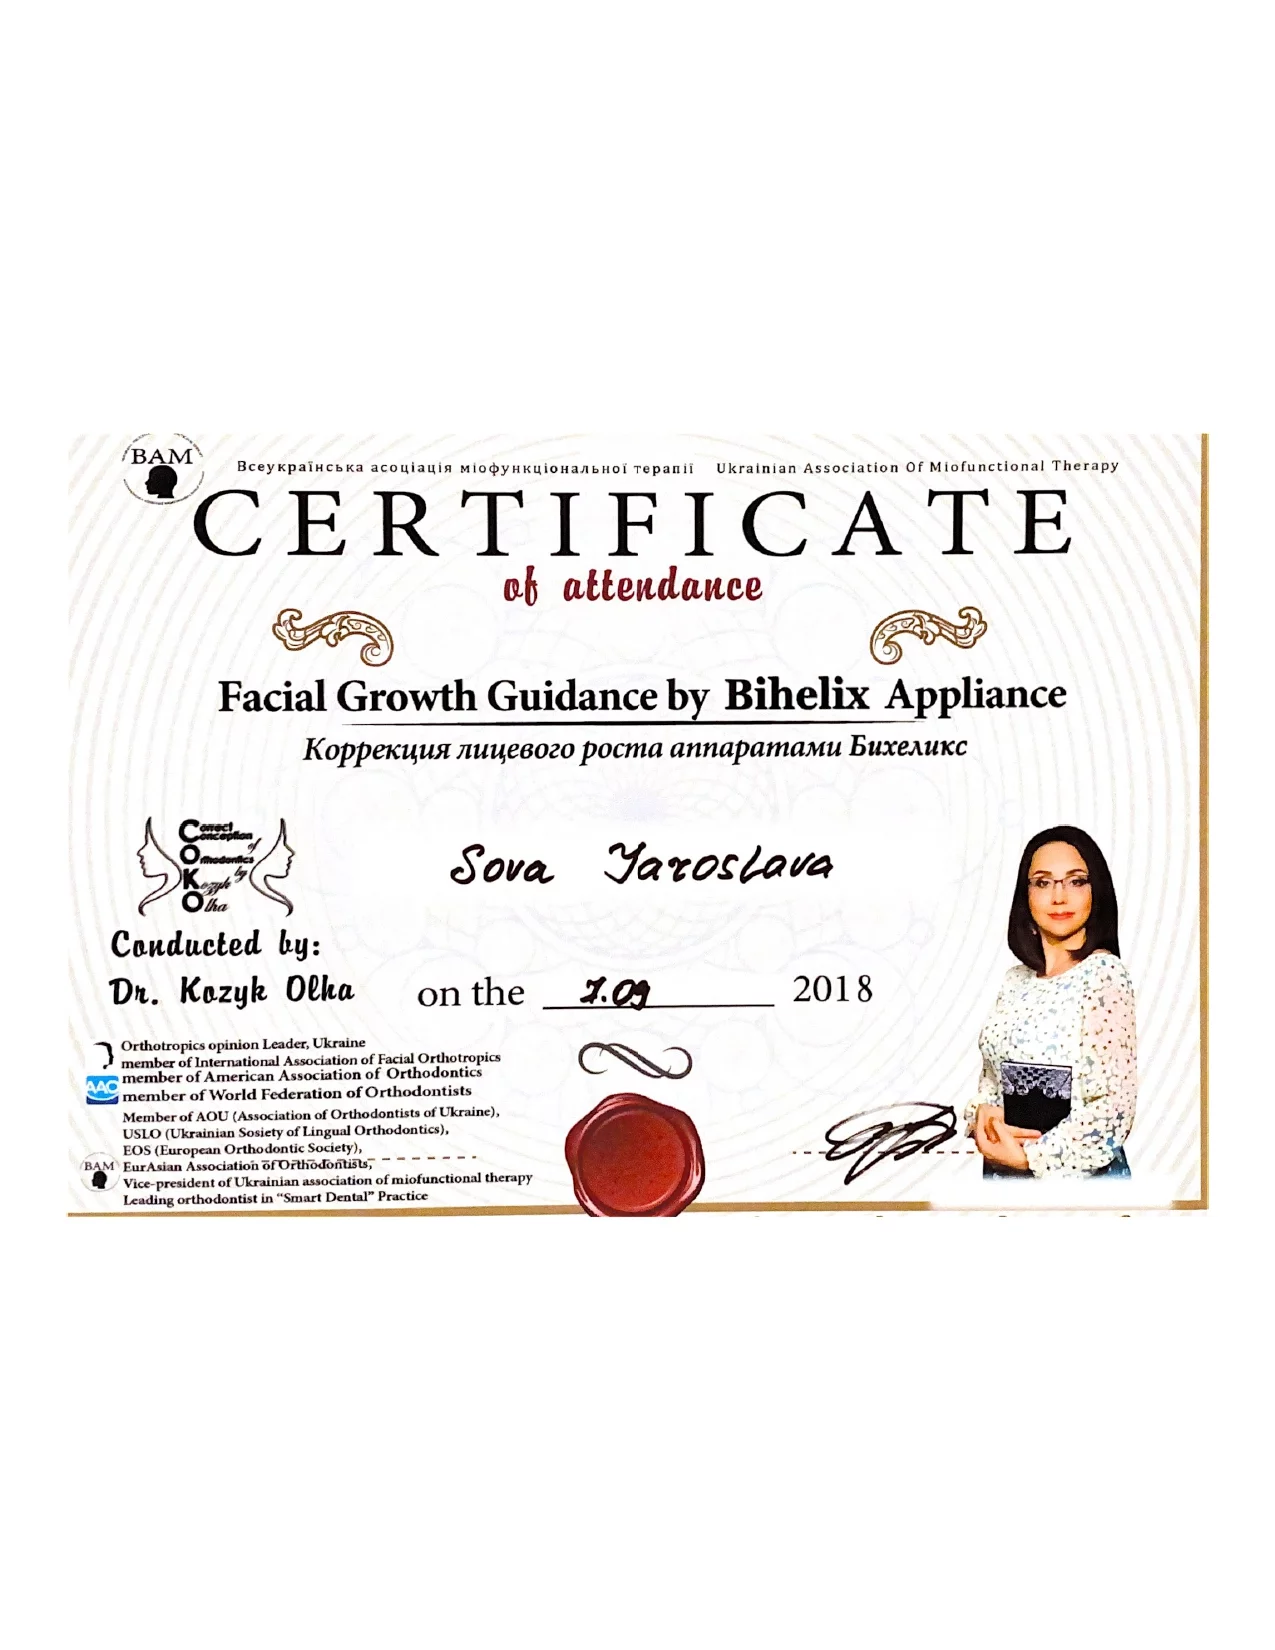 BAM
Всеукраїнська асоціація міофункціональної терапії Ukrainian Association Of Miofunctional Therapy
CERTIFICATE
of attendance
Facial Growth Guidance by Bihelix Appliance
Коррекция лицевого роста аппаратами Бихеликс
Correct
Conception
of
Orthodontics
by
Kozyk
Olha
Sova Yaroslava
Conducted by:
Dr. Kozyk Olha
on the 7.09 2018
Orthotropics opinion Leader, Ukraine
member of International Association of Facial Orthotropics
AAO
member of American Association of Orthodontics
member of World Federation of Orthodontists
Member of AOU (Association of Orthodontists of Ukraine),
USLO (Ukrainian Sosiety of Lingual Orthodontics),
EOS (European Orthodontic Society),
BAM
EurAsian Association of Orthodontists,
Vice-president of Ukrainian association of miofunctional therapy
Leading orthodontist in “Smart Dental” Practice